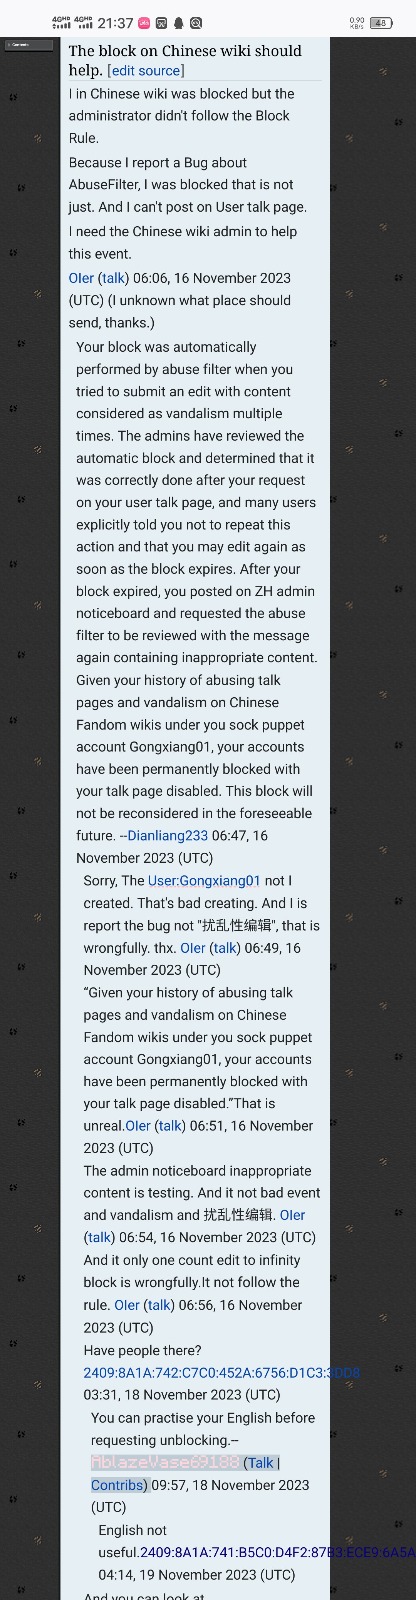 4GHD 4GHD 21:37 0.90 KB/s 48
Contents
The block on Chinese wiki should
help. [edit source]
I in Chinese wiki was blocked but the
administrator didn't follow the Block
Rule.
Because I report a Bug about
AbuseFilter, I was blocked that is not
just. And I can't post on User talk page.
I need the Chinese wiki admin to help
this event.
OIer (talk) 06:06, 16 November 2023
(UTC) (I unknown what place should
send, thanks.)
Your block was automatically
performed by abuse filter when you
tried to submit an edit with content
considered as vandalism multiple
times. The admins have reviewed the
automatic block and determined that it
was correctly done after your request
on your user talk page, and many users
explicitly told you not to repeat this
action and that you may edit again as
soon as the block expires. After your
block expired, you posted on ZH admin
noticeboard and requested the abuse
filter to be reviewed with the message
again containing inappropriate content.
Given your history of abusing talk
pages and vandalism on Chinese
Fandom wikis under you sock puppet
account Gongxiang01, your accounts
have been permanently blocked with
your talk page disabled. This block will
not be reconsidered in the foreseeable
future. --Dianliang233 06:47, 16
November 2023 (UTC)
Sorry, The User:Gongxiang01 not I
created. That's bad creating. And I is
report the bug not "扰乱性编辑", that is
wrongfully. thx. OIer (talk) 06:49, 16
November 2023 (UTC)
“Given your history of abusing talk
pages and vandalism on Chinese
Fandom wikis under you sock puppet
account Gongxiang01, your accounts
have been permanently blocked with
your talk page disabled.”That is
unreal.OIer (talk) 06:51, 16 November
2023 (UTC)
The admin noticeboard inappropriate
content is testing. And it not bad event
and vandalism and 扰乱性编辑. OIer
(talk) 06:54, 16 November 2023 (UTC)
And it only one count edit to infinity
block is wrongfully.It not follow the
rule. OIer (talk) 06:56, 16 November
2023 (UTC)
Have people there?
2409:8A1A:742:C7C0:452A:6756:D1C3:3DD8
03:31, 18 November 2023 (UTC)
You can practise your English before
requesting unblocking.--
AblazeVase69188 (Talk |
Contribs) 09:57, 18 November 2023
(UTC)
English not
useful.2409:8A1A:741:B5C0:D4F2:87B3:ECE9:6A5A
04:14, 19 November 2023 (UTC)
And you can look at